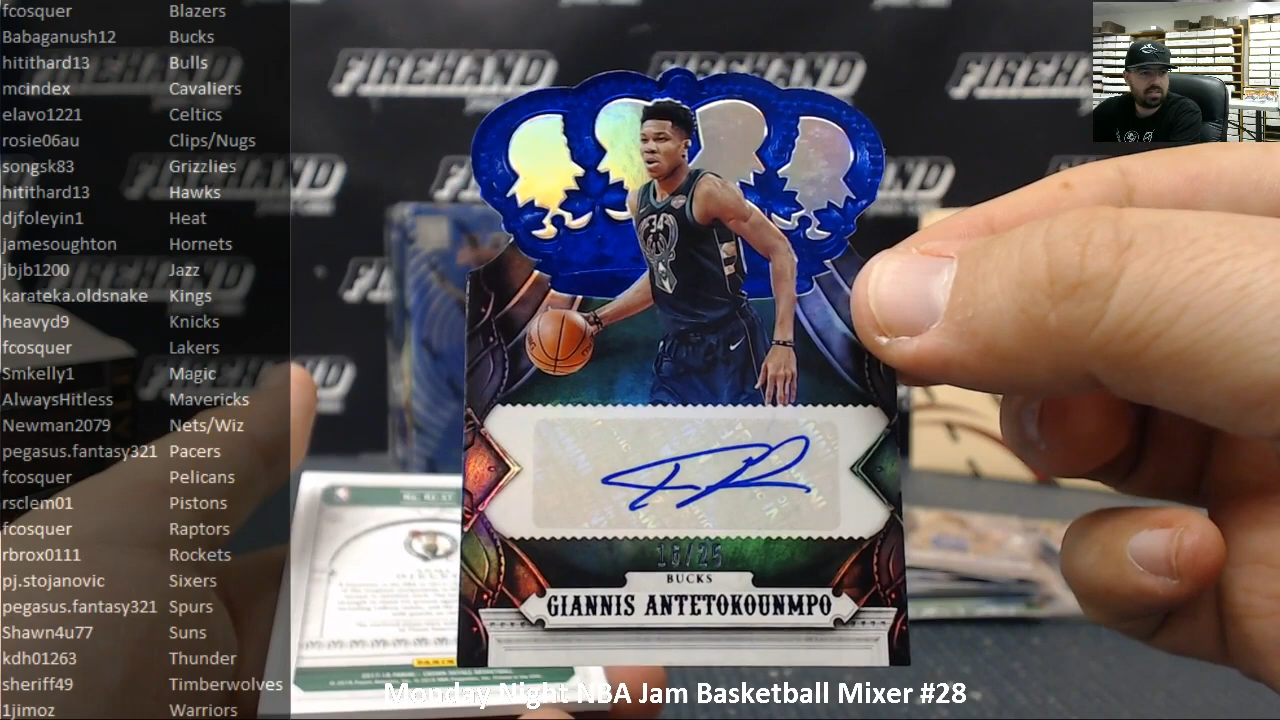 fcosquer Blazers
Babaganush12 Bucks
hitithard13 Bulls
mcindex Cavaliers
elavo1221 Celtics
rosie06au Clips/Nugs
songsk83 Grizzlies
hitithard13 Hawks
djfoleyin1 Heat
jamesoughton Hornets
jbjb1200 Jazz
karateka.oldsnake Kings
heavyd9 Knicks
fcosquer Lakers
Smkelly1 Magic
AlwaysHitless Mavericks
Newman2079 Nets/Wiz
pegasus.fantasy321 Pacers
fcosquer Pelicans
rsclem01 Pistons
fcosquer Raptors
rbrox0111 Rockets
pj.stojanovic Sixers
pegasus.fantasy321 Spurs
Shawn4u77 Suns
kdh01263 Thunder
sheriff49 Timberwolves
1jimoz Warriors
FIREHAND
34
16/25
BUCKS
GIANNIS ANTETOKOUNMPO
PANINI
Monday Night NBA Jam Basketball Mixer #28